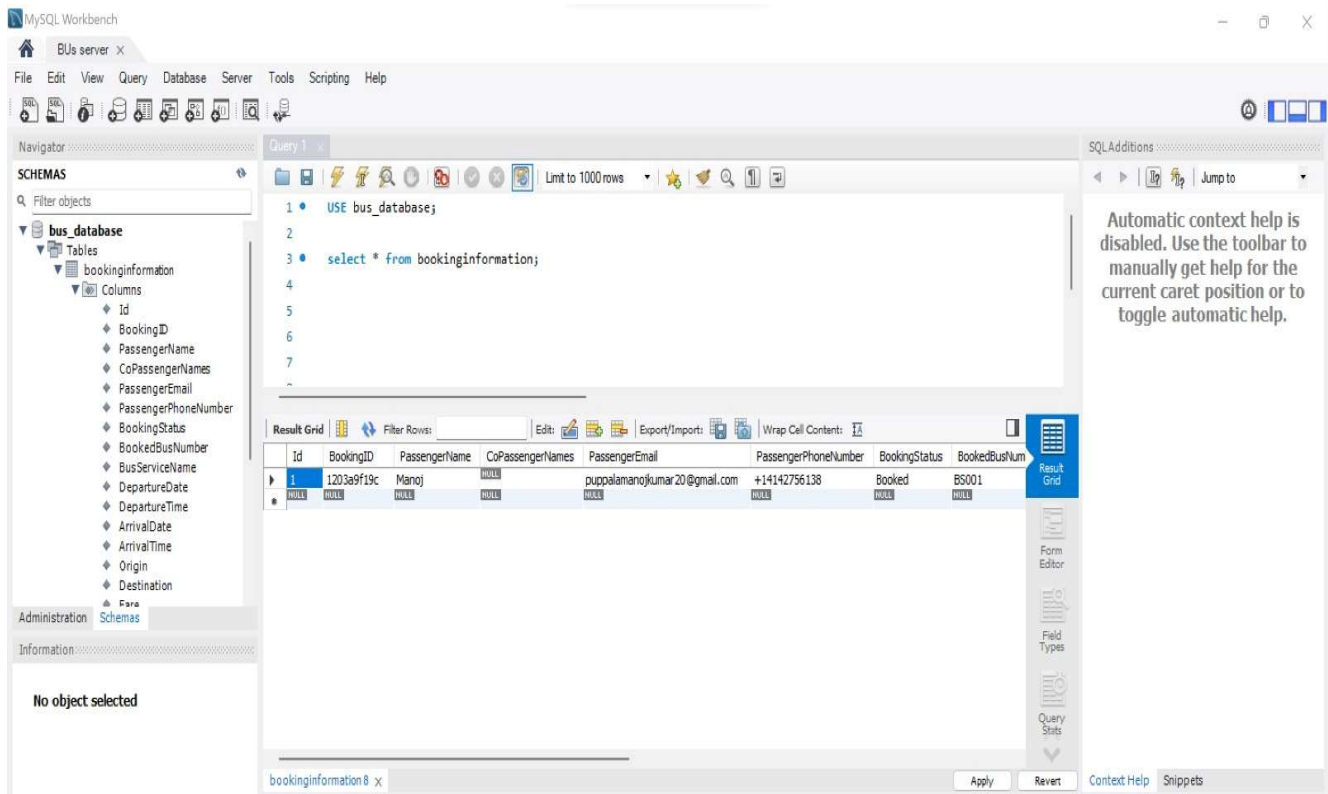 MySQL Workbench
BUs server
File Edit View Query Database Server Tools Scripting Help
Navigator
SCHEMAS
Filter objects
bus_database
Tables
bookinginformation
Columns
Id
BookingID
PassengerName
CoPassengerNames
PassengerEmail
PassengerPhoneNumber
BookingStatus
BookedBusNumber
BusServiceName
DepartureDate
DepartureTime
ArrivalDate
ArrivalTime
Origin
Destination
Fare
Administration Schemas
Information
No object selected
Query 1
Limit to 1000 rows
1 USE bus_database;
2
3 select * from bookinginformation;
4
5
6
7
Result Grid Filter Rows: Edit: Export/Import: Wrap Cell Content:
Id BookingID PassengerName CoPassengerNames PassengerEmail PassengerPhoneNumber BookingStatus BookedBusNum
1 1203a9f19c Manoj NULL puppalamanojkumar20@gmail.com +14142756138 Booked BS001
NULL NULL NULL NULL NULL NULL NULL NULL
Result
Grid
Form
Editor
Field
Types
Query
Stats
bookinginformation 8
Apply Revert
SQLAdditions
Jump to
Automatic context help is
disabled. Use the toolbar to
manually get help for the
current caret position or to
toggle automatic help.
Context Help Snippets